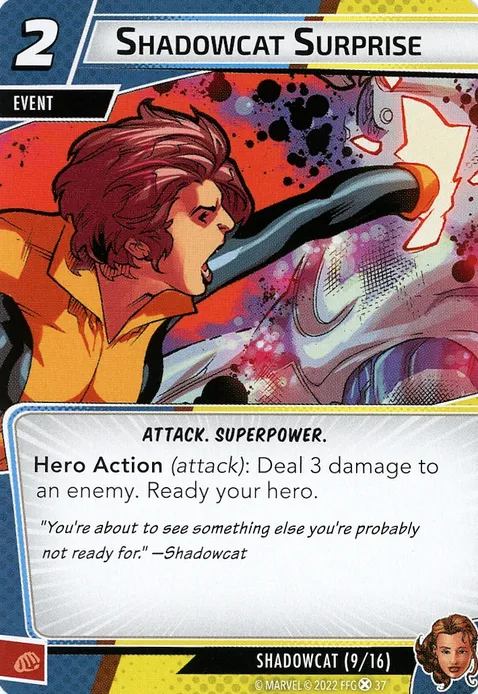 2
SHADOWCAT SURPRISE
EVENT
ATTACK. SUPERPOWER.
Hero Action (attack): Deal 3 damage to
an enemy. Ready your hero.
"You're about to see something else you're probably
not ready for." —Shadowcat
SHADOWCAT (9/16)
© MARVEL © 2022 FFG 37